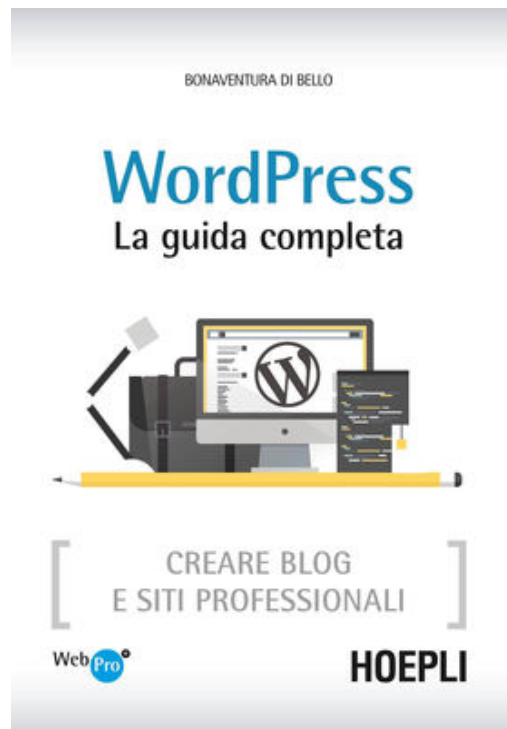 BONAVENTURA DI BELLO
WordPress
La guida completa
W
[ CREARE BLOG
E SITI PROFESSIONALI ]
Web Pro
HOEPLI